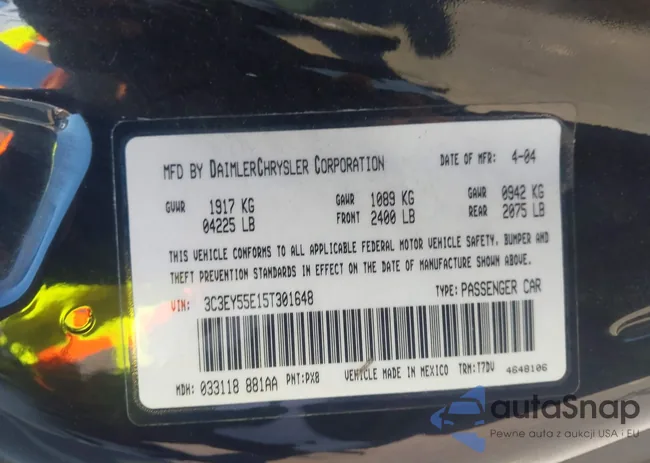 MFD BY DAIMLERCHRYSLER CORPORATION DATE OF MFR: 4-04
GVWR 1917 KG GAWR 1089 KG GAWR 0942 KG
04225 LB FRONT 2400 LB REAR 2075 LB
THIS VEHICLE CONFORMS TO ALL APPLICABLE FEDERAL MOTOR VEHICLE SAFETY, BUMPER AND
THEFT PREVENTION STANDARDS IN EFFECT ON THE DATE OF MANUFACTURE SHOWN ABOVE.
VIN: 3C3EY55E15T301648 TYPE: PASSENGER CAR
MDH: 033118 881AA PNT:PX8 VEHICLE MADE IN MEXICO TRM:T7DV 4648106
autaSnap
Pewne auta z aukcji USA i EU